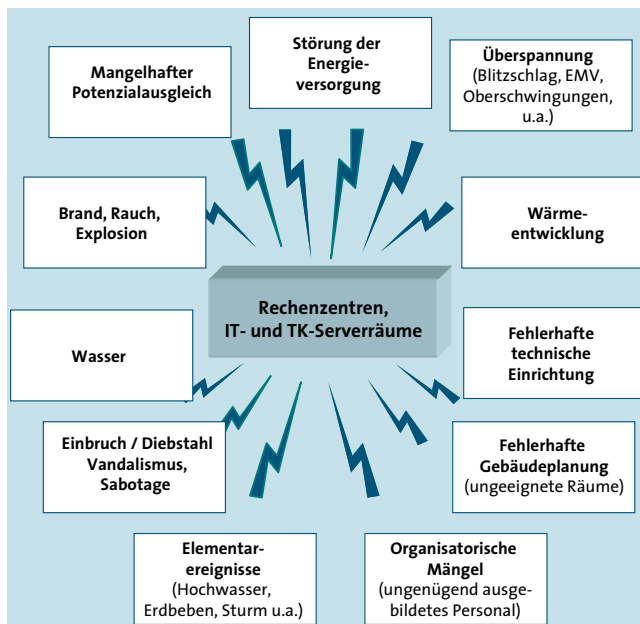 Mangelhafter
Potenzialausgleich
Störung der
Energie-
versorgung
Überspannung
(Blitzschlag, EMV,
Oberschwingungen,
u.a.)
Brand, Rauch,
Explosion
Wärme-
entwicklung
Rechenzentren,
IT- und TK-Serverräume
Wasser
Fehlerhafte
technische
Einrichtung
Einbruch / Diebstahl
Vandalismus,
Sabotage
Fehlerhafte
Gebäudeplanung
(ungeeignete Räume)
Elementar-
ereignisse
(Hochwasser,
Erdbeben, Sturm u.a.)
Organisatorische
Mängel
(ungenügend ausge-
bildetes Personal)